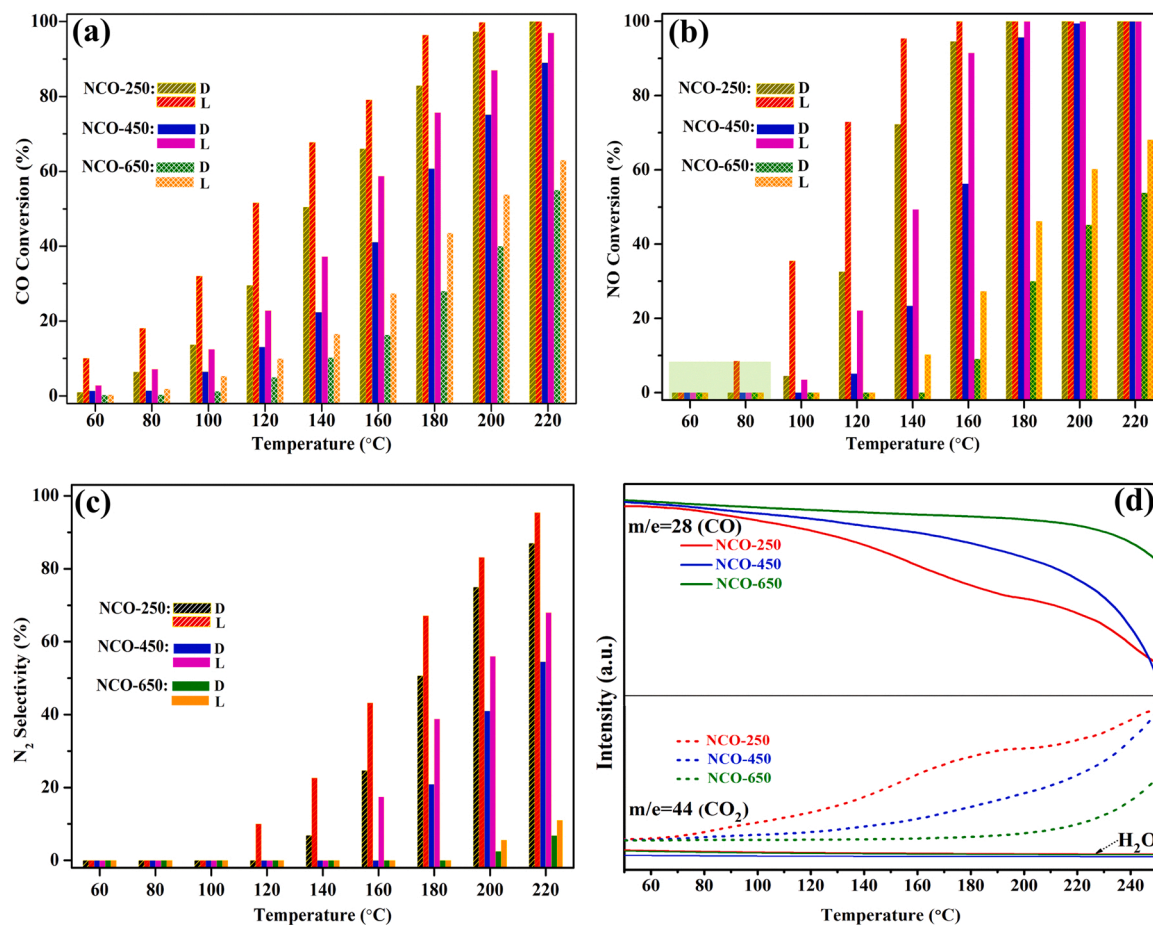 (a)
100
80
60
40
20
0
CO Conversion (%)
NCO-250: D
L
NCO-450: D
L
NCO-650: D
L
60 80 100 120 140 160 180 200 220
Temperature (°C)
(b)
100
80
60
40
20
0
NO Conversion (%)
NCO-250: D
L
NCO-450: D
L
NCO-650: D
L
60 80 100 120 140 160 180 200 220
Temperature (°C)
(c)
100
80
60
40
20
0
N₂ Selectivity (%)
NCO-250: D
L
NCO-450: D
L
NCO-650: D
L
60 80 100 120 140 160 180 200 220
Temperature (°C)
(d)
Intensity (a.u.)
m/e=28 (CO)
NCO-250
NCO-450
NCO-650
NCO-250
NCO-450
NCO-650
m/e=44 (CO₂)
H₂O
60 80 100 120 140 160 180 200 220 240
Temperature (°C)